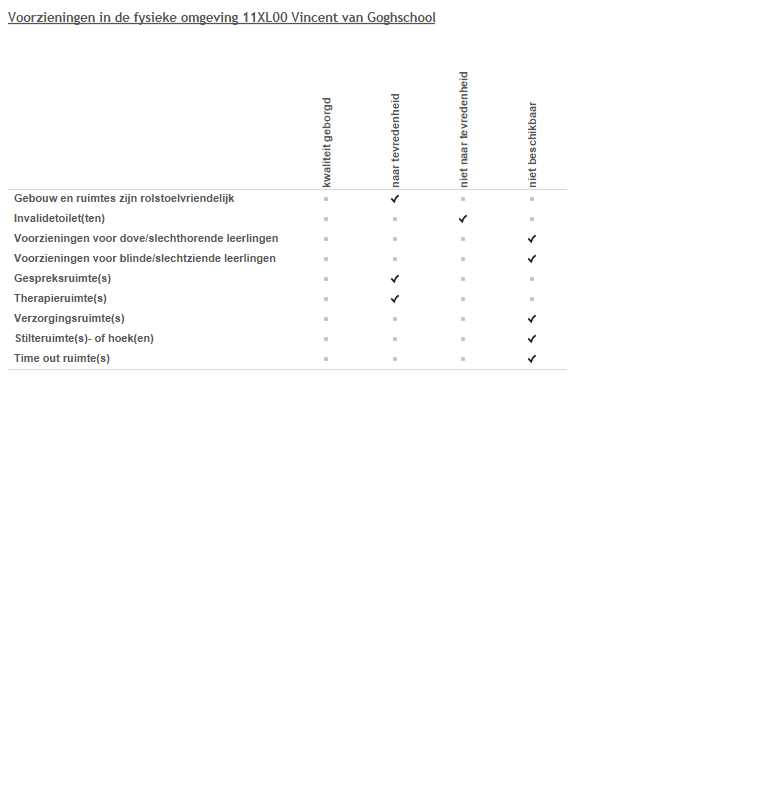 Voorzieningen in de fysieke omgeving 11XL00 Vincent van Goghschool
kwaliteit geborgd
naar tevredenheid
niet naar tevredenheid
niet beschikbaar
Gebouw en ruimtes zijn rolstoelvriendelijk
Invalidetoilet(ten)
Voorzieningen voor dove/slechthorende leerlingen
Voorzieningen voor blinde/slechtziende leerlingen
Gespreksruimte(s)
Therapieruimte(s)
Verzorgingsruimte(s)
Stilteruimte(s)- of hoek(en)
Time out ruimte(s)